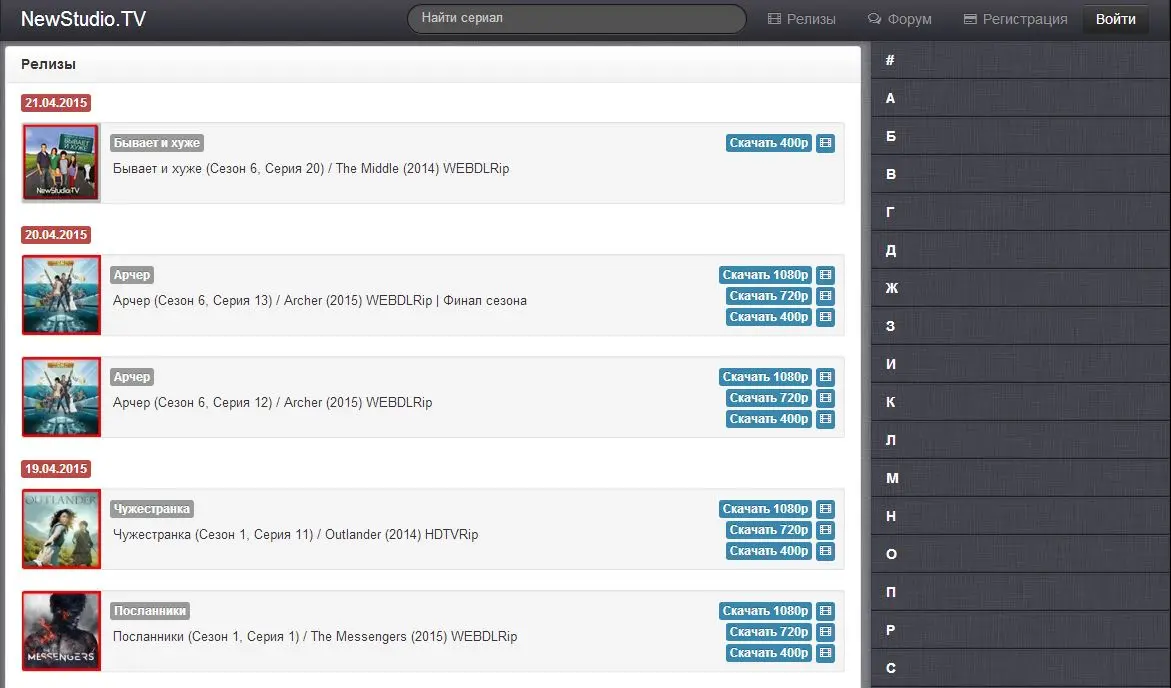 NewStudio.TV
Найти сериал
Релизы
Форум
Регистрация
Войти
Релизы
21.04.2015
БЫВАЕТ И ХУЖЕ
NewStudio.TV
Бывает и хуже
Скачать 400p
Бывает и хуже (Сезон 6, Серия 20) / The Middle (2014) WEBDLRip
20.04.2015
Арчер
Скачать 1080p
Арчер (Сезон 6, Серия 13) / Archer (2015) WEBDLRip | Финал сезона
Скачать 720p
Скачать 400p
Арчер
Скачать 1080p
Арчер (Сезон 6, Серия 12) / Archer (2015) WEBDLRip
Скачать 720p
Скачать 400p
19.04.2015
OUTLANDER
Чужестранка
Скачать 1080p
Чужестранка (Сезон 1, Серия 11) / Outlander (2014) HDTVRip
Скачать 720p
Скачать 400p
MESSENGERS
Посланники
Скачать 1080p
Посланники (Сезон 1, Серия 1) / The Messengers (2015) WEBDLRip
Скачать 720p
Скачать 400p
#
А
Б
В
Г
Д
Ж
З
И
К
Л
М
Н
О
П
Р
С